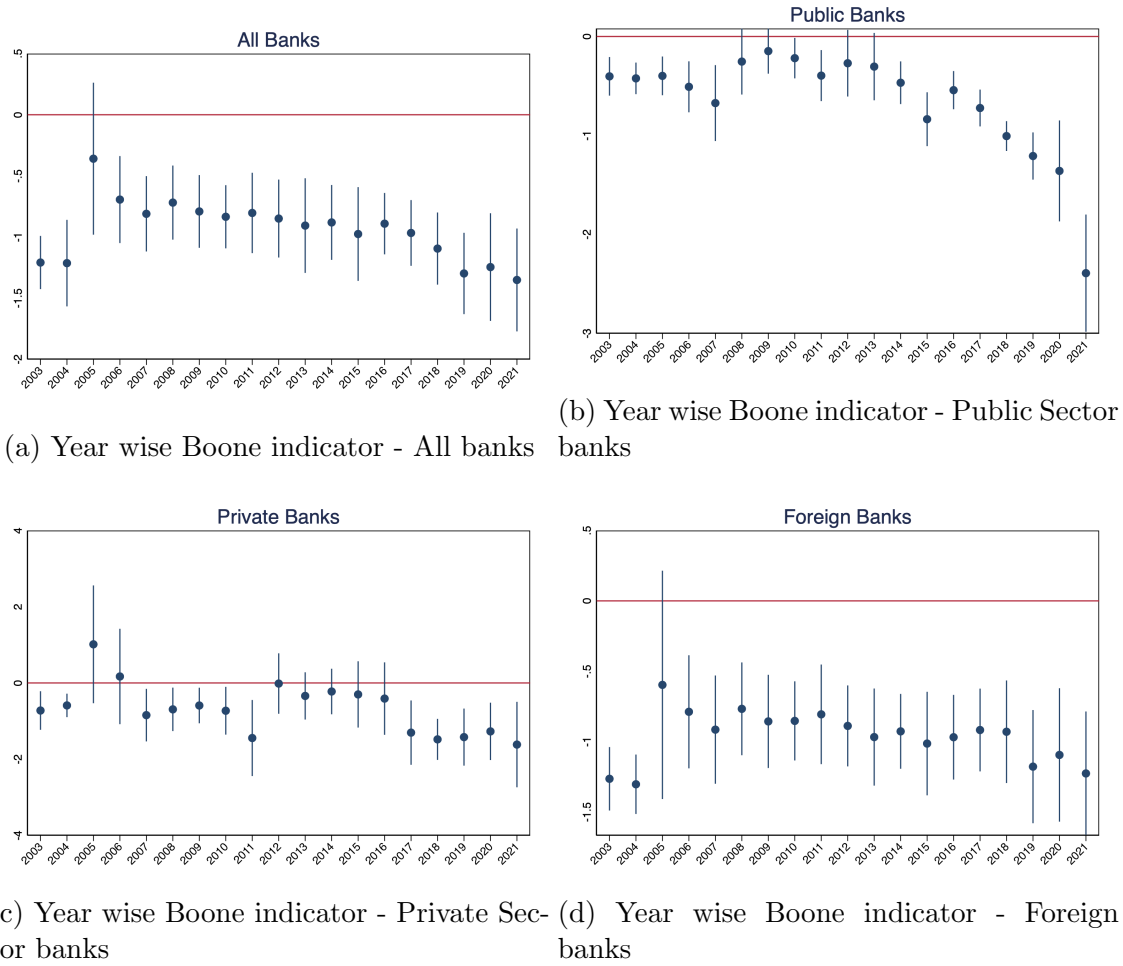 All Banks
.5
0
-.5
-1
-1.5
-2
2003 2004 2005 2006 2007 2008 2009 2010 2011 2012 2013 2014 2015 2016 2017 2018 2019 2020 2021
(a) Year wise Boone indicator - All banks
Public Banks
0
-1
-2
-3
2003 2004 2005 2006 2007 2008 2009 2010 2011 2012 2013 2014 2015 2016 2017 2018 2019 2020 2021
(b) Year wise Boone indicator - Public Sector
banks
Private Banks
4
2
0
-2
-4
2003 2004 2005 2006 2007 2008 2009 2010 2011 2012 2013 2014 2015 2016 2017 2018 2019 2020 2021
c) Year wise Boone indicator - Private Sec-
or banks
Foreign Banks
.5
0
-.5
-1
-1.5
2003 2004 2005 2006 2007 2008 2009 2010 2011 2012 2013 2014 2015 2016 2017 2018 2019 2020 2021
(d) Year wise Boone indicator - Foreign
banks